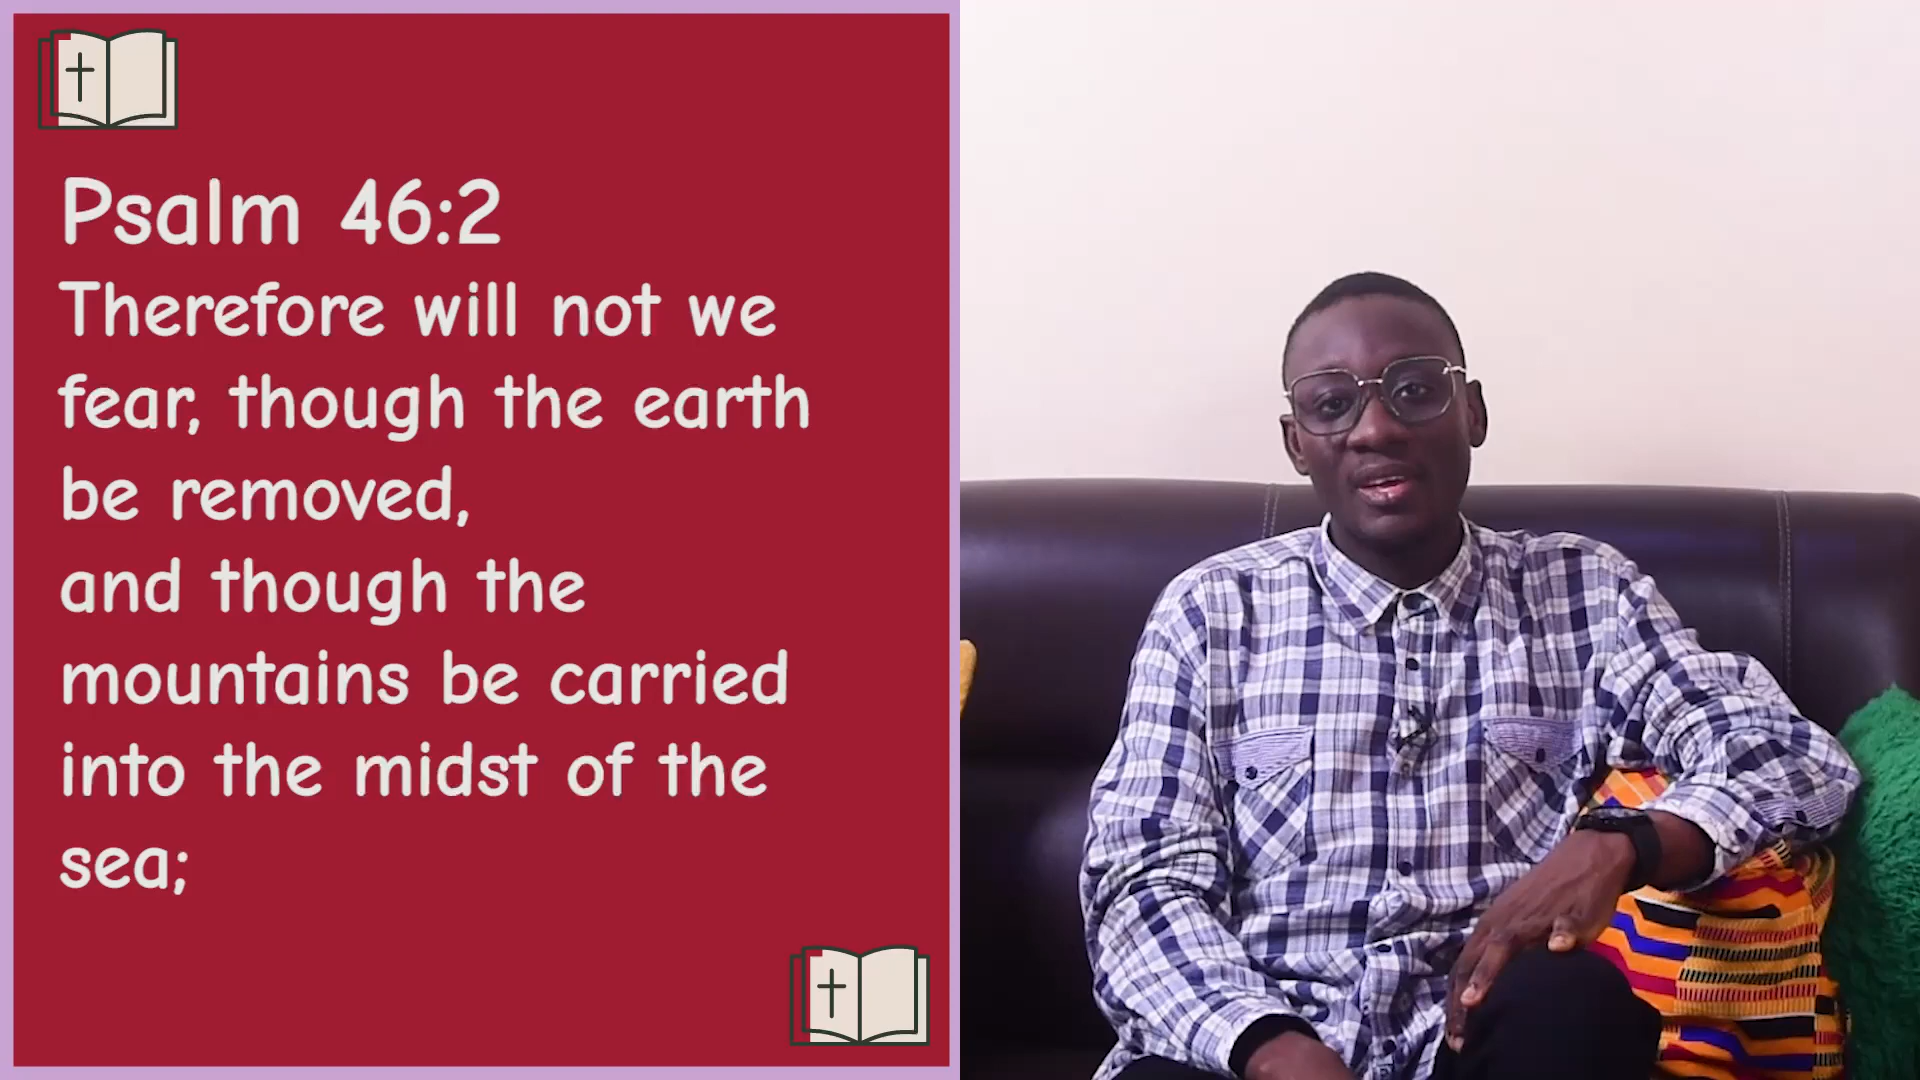 Psalm 46:2
Therefore will not we
fear, though the earth
be removed,
and though the
mountains be carried
into the midst of the
sea;